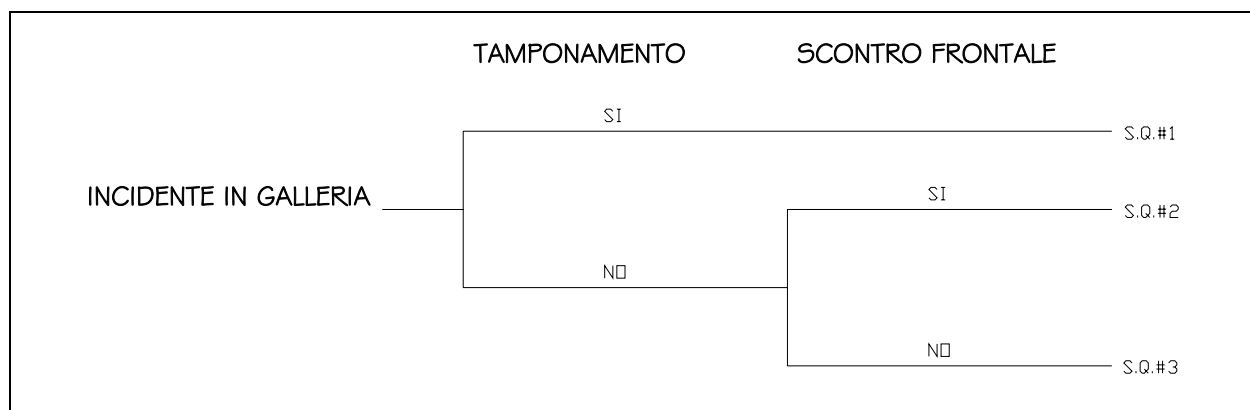 TAMPONAMENTO SCONTRO FRONTALE
SI
S.Q.#1
INCIDENTE IN GALLERIA
SI
S.Q.#2
NO
NO
S.Q.#3